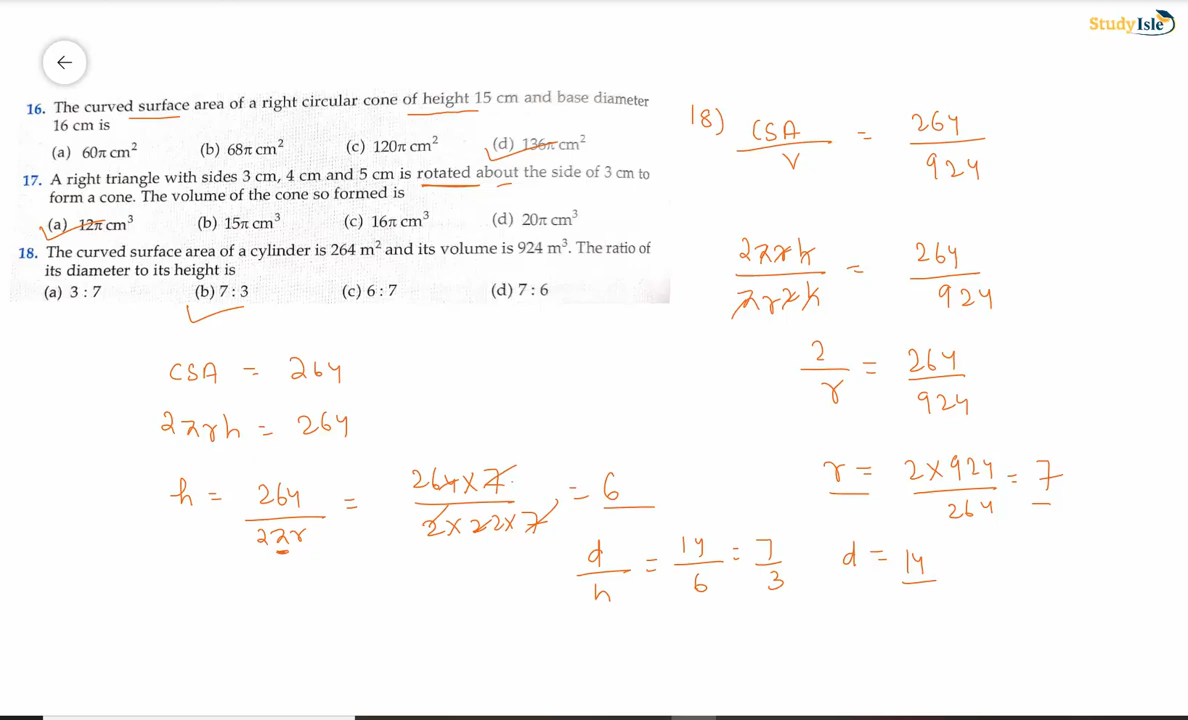 StudyIsle
16. The curved surface area of a right circular cone of height 15 cm and base diameter
16 cm is
(a) 60π cm² (b) 68π cm² (c) 120π cm² (d) 136π cm²
17. A right triangle with sides 3 cm, 4 cm and 5 cm is rotated about the side of 3 cm to
form a cone. The volume of the cone so formed is
(a) 12π cm³ (b) 15π cm³ (c) 16π cm³ (d) 20π cm³
18. The curved surface area of a cylinder is 264 m² and its volume is 924 m³. The ratio of
its diameter to its height is
(a) 3 : 7 (b) 7 : 3 (c) 6 : 7 (d) 7 : 6
CSA = 264
2πrh = 264
h = 264/2πr = 264×7/2×22×7 = 6
d/h = 14/6 = 7/3
18) CSA/V = 264/924
2πrh/πr²h = 264/924
2/r = 264/924
r = 2×924/264 = 7
d = 14